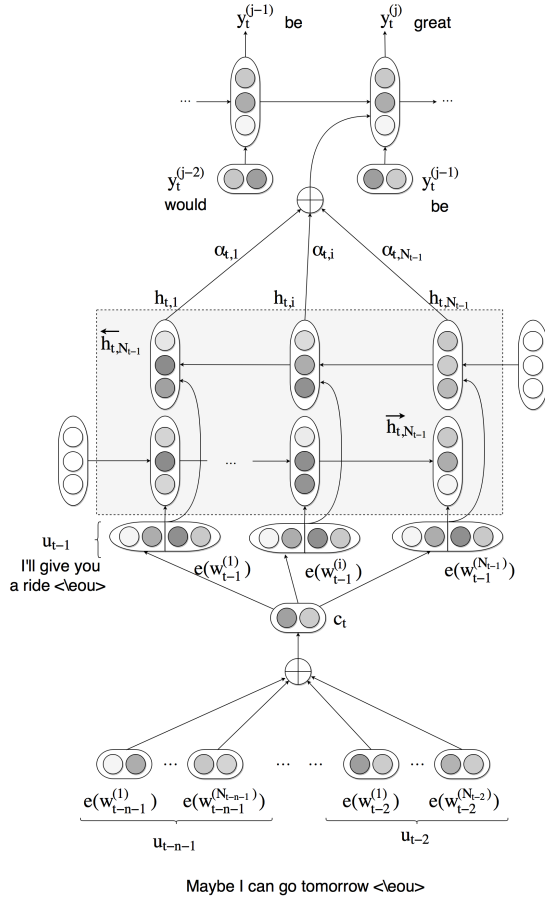 y_t^(j-1) be y_t^(j) great
... ...
y_t^(j-2) y_t^(j-1)
would be
α_t,1 α_t,i α_t,N_t-1
h_t,1 h_t,i h_t,N_t-1
←h_t,N_t-1
→h_t,N_t-1
...
u_t-1
I'll give you
a ride <\eou>
e(w_t-1^(1)) e(w_t-1^(i)) e(w_t-1^(N_t-1))
c_t
... ... ... ...
e(w_t-n-1^(1)) e(w_t-n-1^(N_t-n-1)) e(w_t-2^(1)) e(w_t-2^(N_t-2))
u_t-n-1 u_t-2
Maybe I can go tomorrow <\eou>